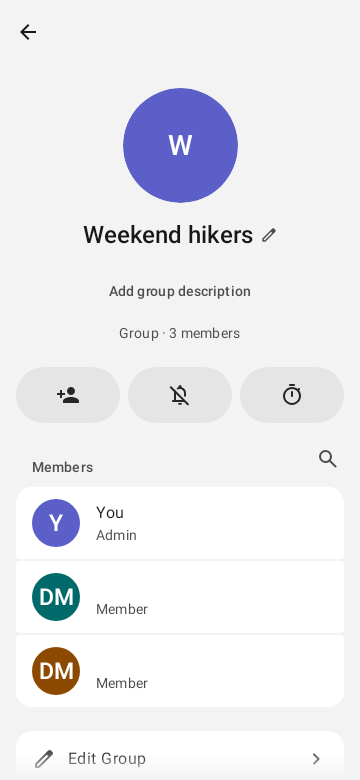 W
Weekend hikers
Add group description
Group · 3 members
Members
Y
You
Admin
DM
Member
DM
Member
Edit Group